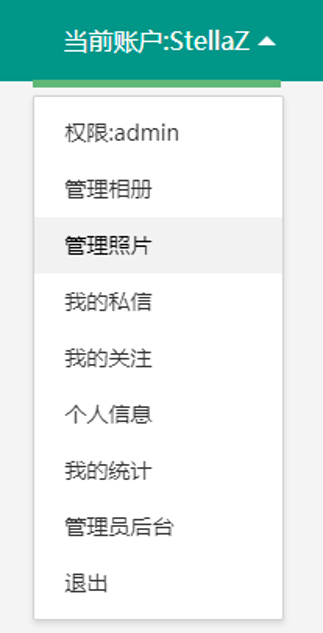 当前账户:StellaZ
权限:admin
管理相册
管理照片
我的私信
我的关注
个人信息
我的统计
管理员后台
退出